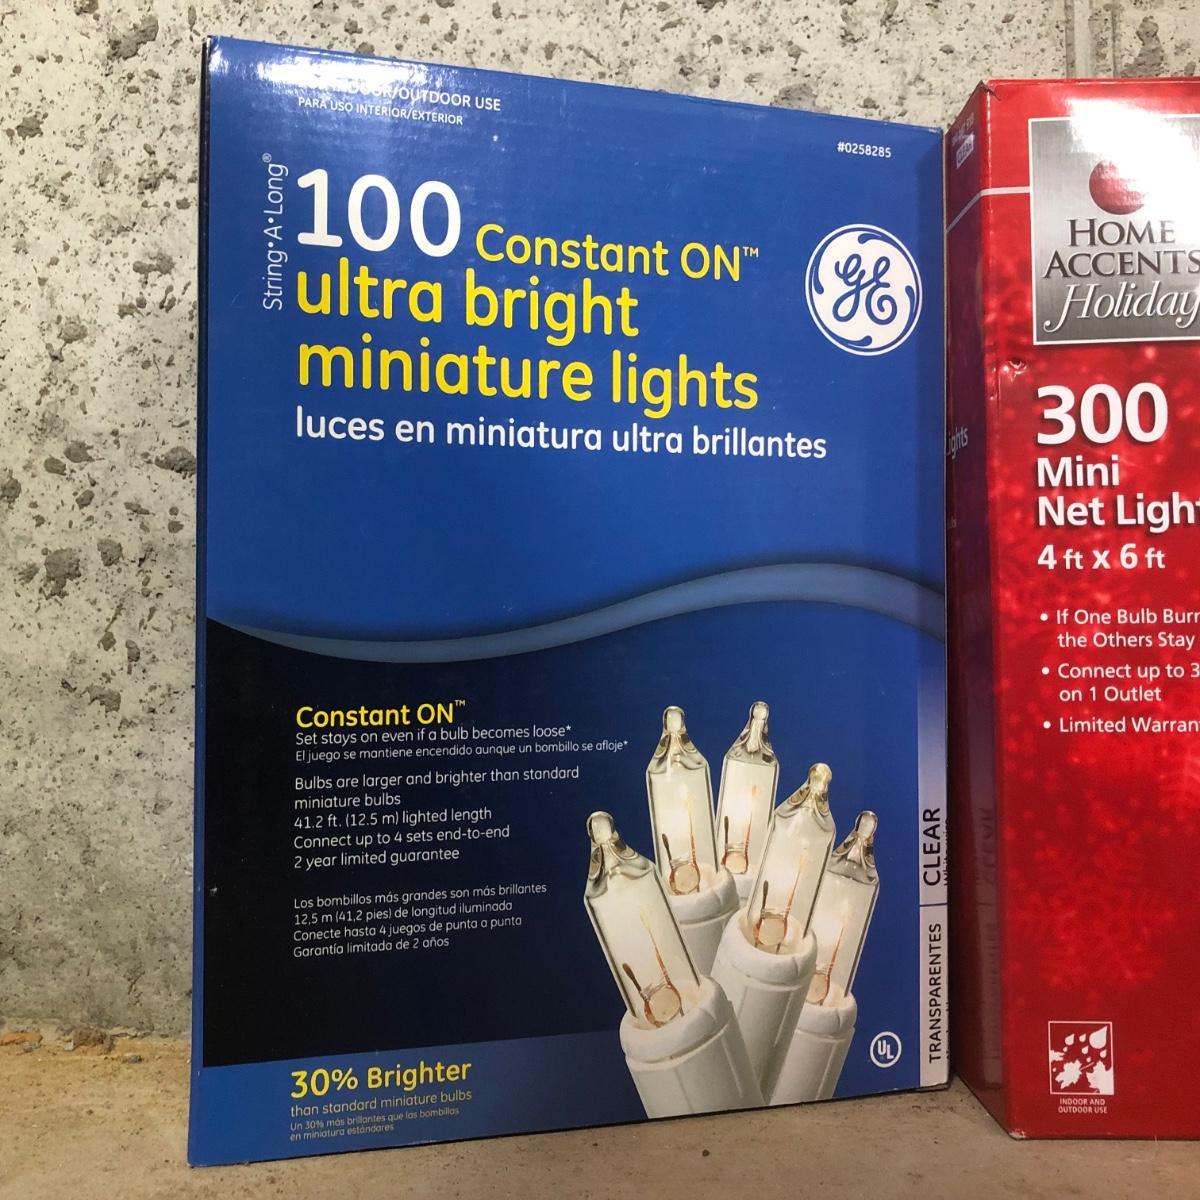 INDOOR/OUTDOOR USE
PARA USO INTERIOR/EXTERIOR
#0258285
String•A•Long®
100 Constant ON™
ultra bright
miniature lights
luces en miniatura ultra brillantes
GE
Constant ON™
Set stays on even if a bulb becomes loose*
El juego se mantiene encendido aunque un bombillo se afloje*
Bulbs are larger and brighter than standard
miniature bulbs
41.2 ft. (12.5 m) lighted length
Connect up to 4 sets end-to-end
2 year limited guarantee
Los bombillos más grandes son más brillantes
12,5 m (41,2 pies) de longitud iluminada
Conecte hasta 4 juegos de punta a punta
Garantía limitada de 2 años
30% Brighter
than standard miniature bulbs
Un 30% más brillantes que las bombillas
en miniatura estándares
UL
TRANSPARENTES | CLEAR
HOME
ACCENTS
Holiday
300
Mini
Net Light
4 ft x 6 ft
• If One Bulb Burn
the Others Stay
• Connect up to 3
on 1 Outlet
• Limited Warran
INDOOR AND
OUTDOOR USE